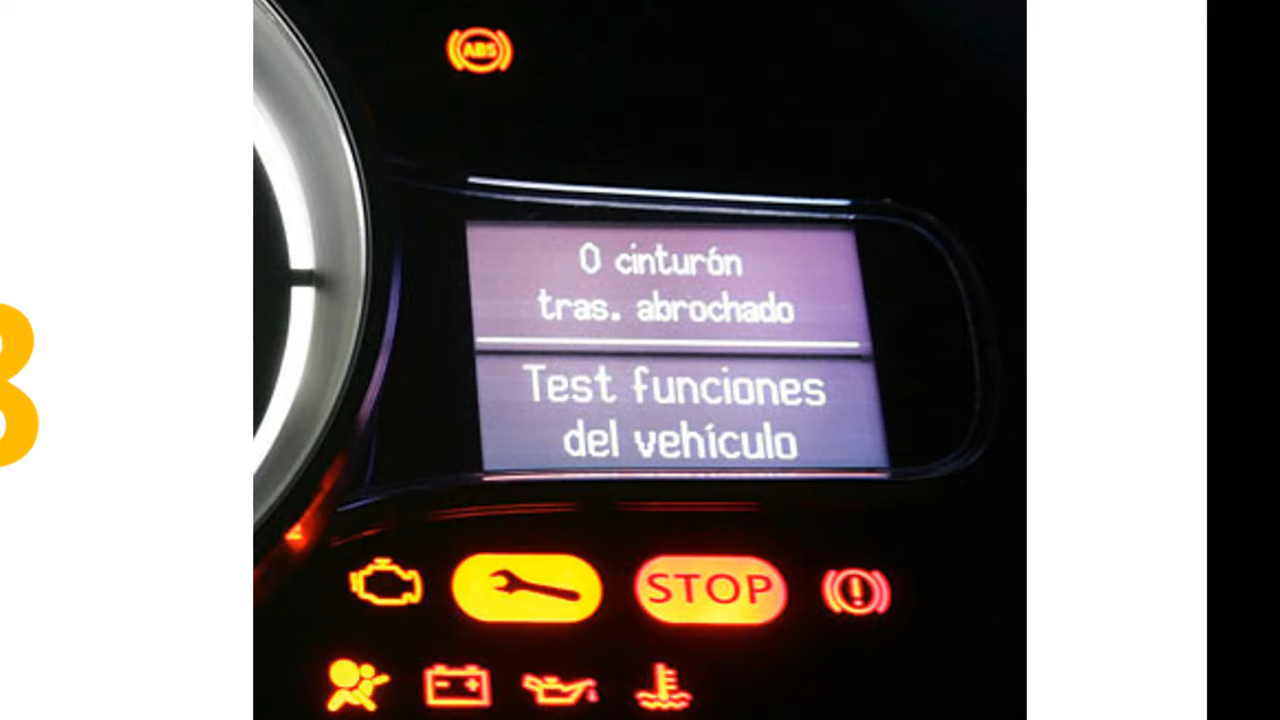 ABS
0 cinturón
tras. abrochado
Test funciones
del vehículo
STOP